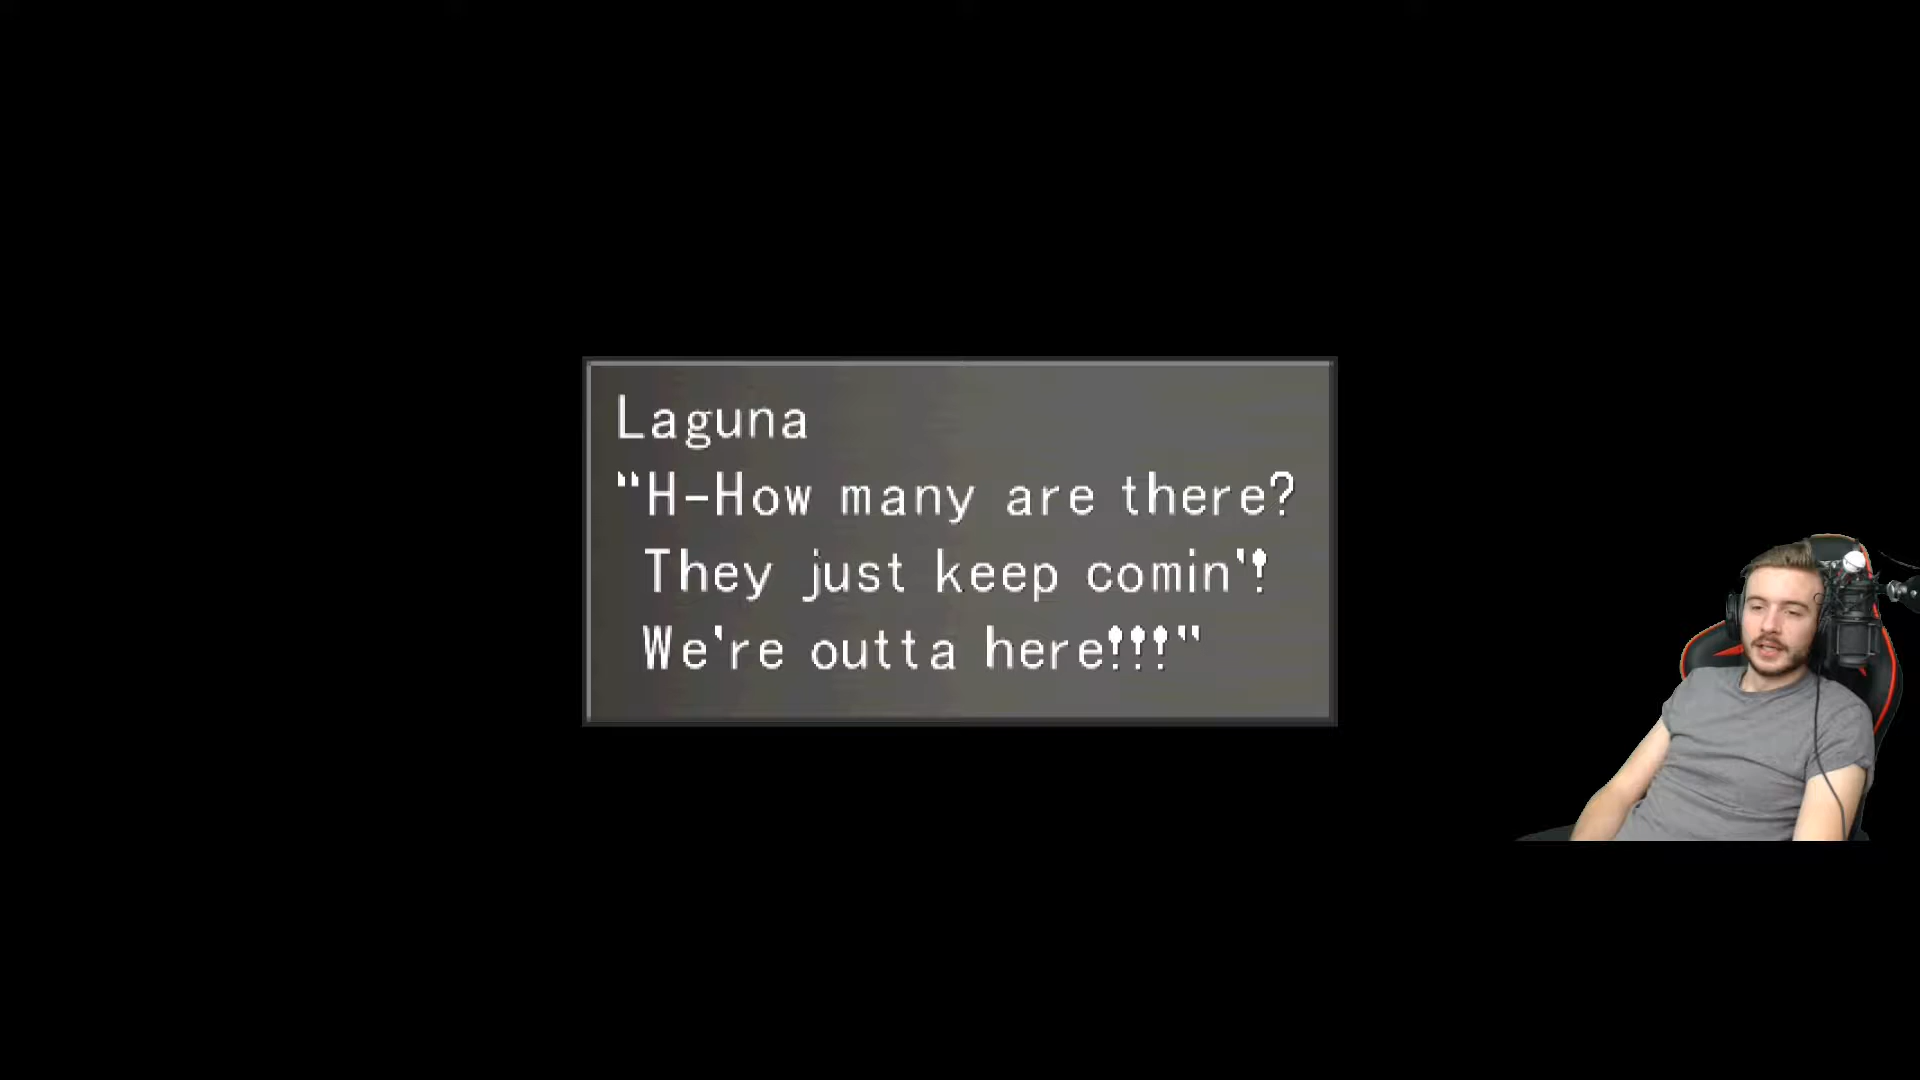 Laguna
"H-How many are there?
They just keep comin'!
We're outta here!!!"